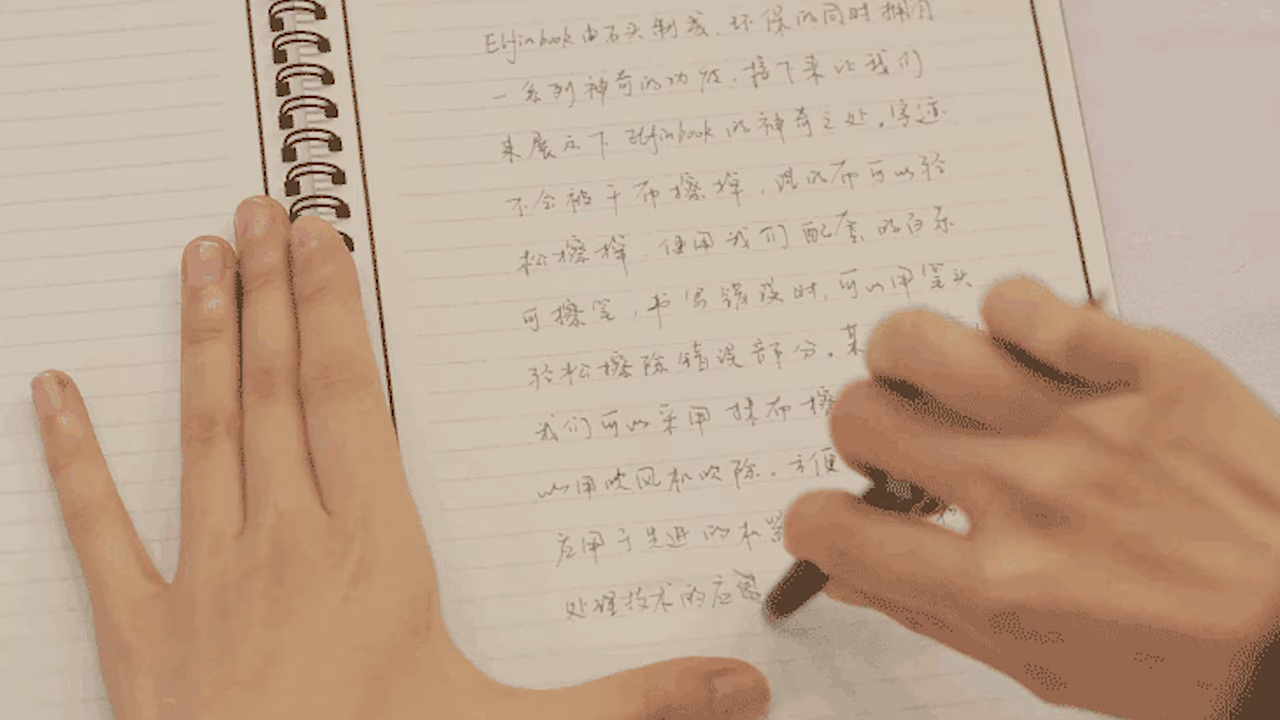 Elfinbook由石头制成，环保的同时拥有
一系列神奇的功能，接下来让我们
来展示下Elfinbook的神奇之处。字迹
不会被干布擦掉，湿的布可以轻
松擦掉，使用我们配套的百乐
可擦笔，书写错误时，可以用笔头
轻松擦除错误部分。某
我们可以采用抹布擦
以用吹风机吹除。方便
应用于先进的机器
处理技术的应